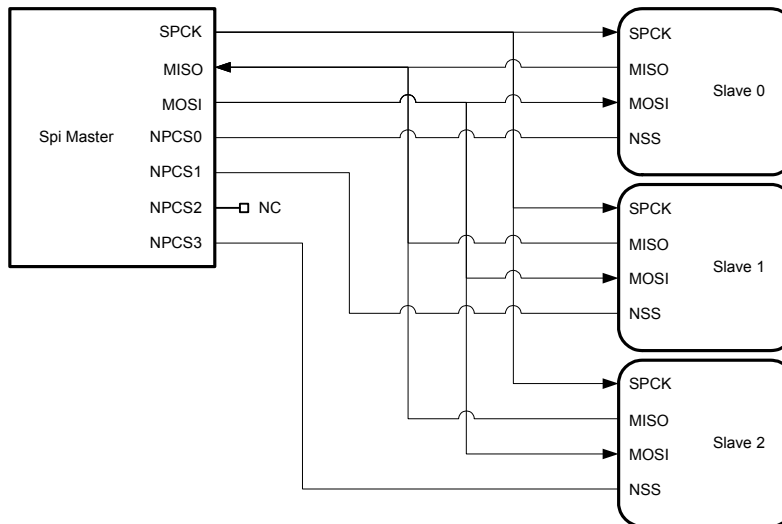 Spi Master
SPCK
MISO
MOSI
NPCS0
NPCS1
NPCS2
NC
NPCS3
SPCK
MISO
MOSI
NSS
Slave 0
SPCK
MISO
MOSI
NSS
Slave 1
SPCK
MISO
MOSI
NSS
Slave 2